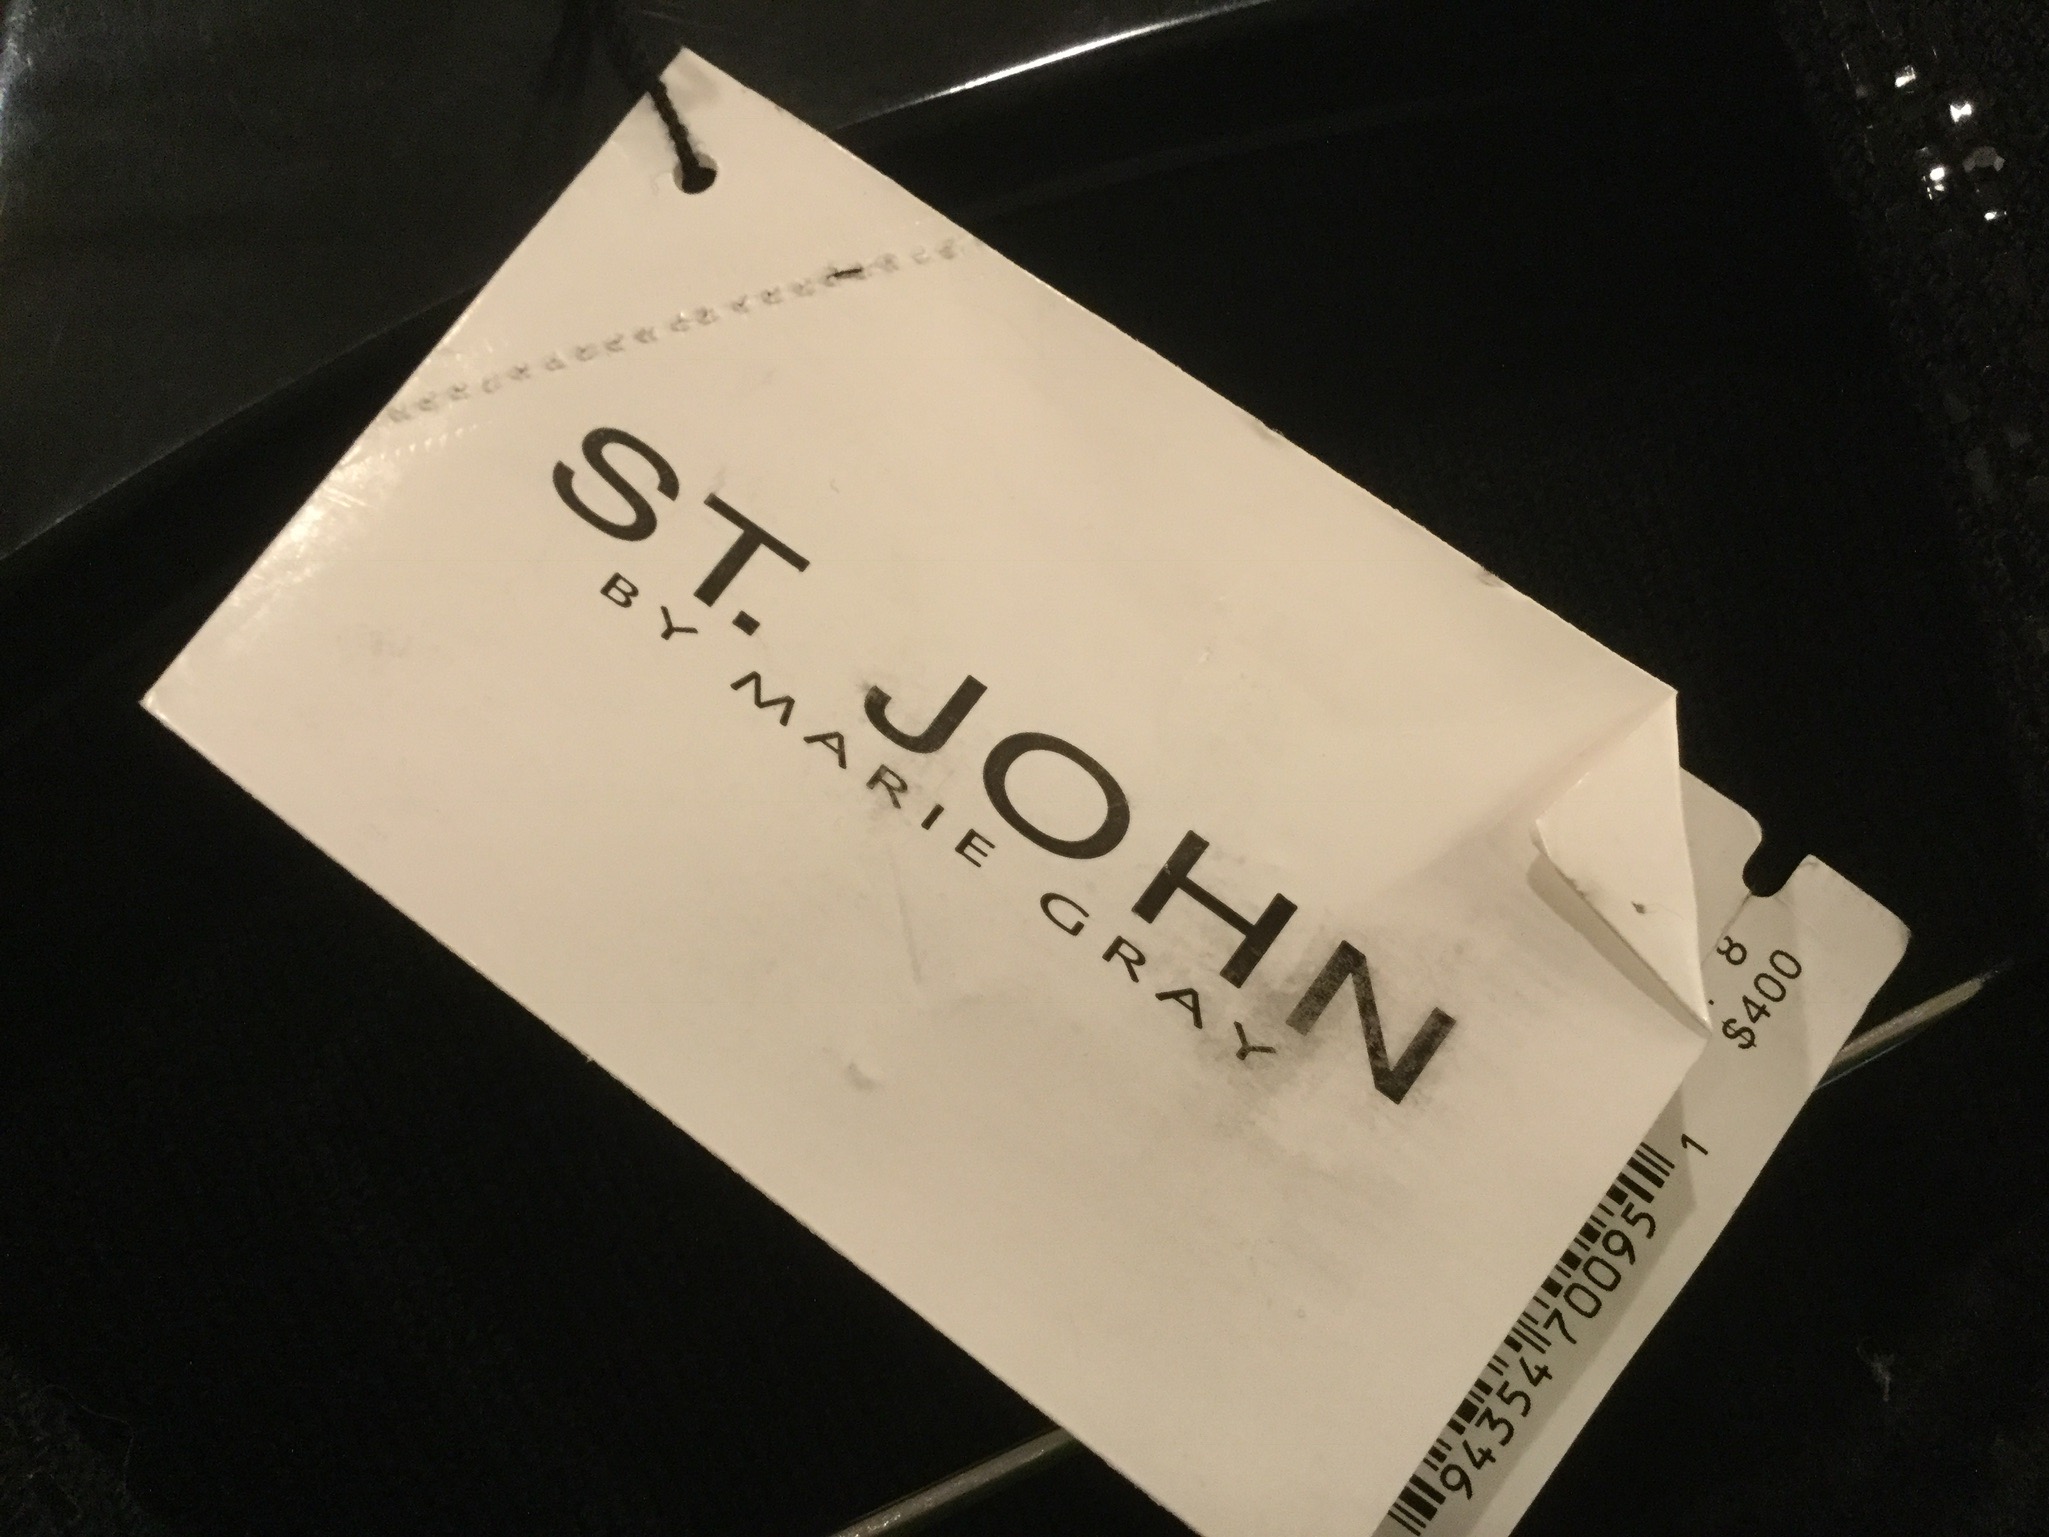 ST. JOHN
BY MARIE GRAY
8
$400
94354 70095 1